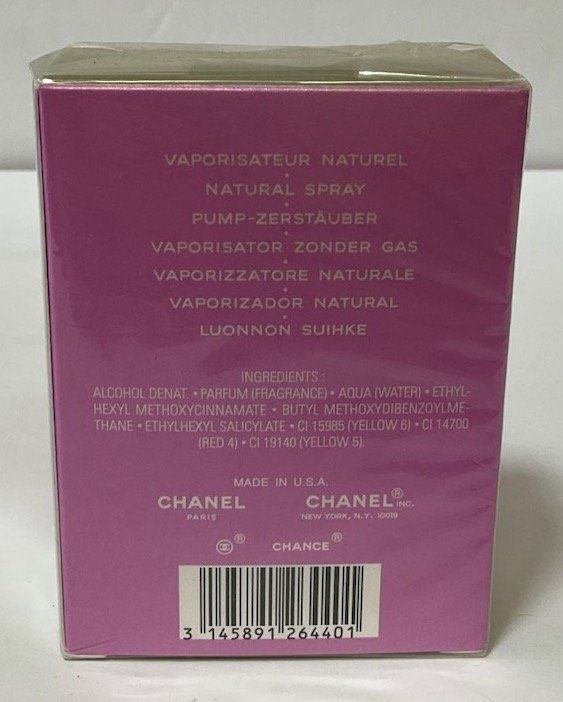 VAPORISATEUR NATUREL
•
NATURAL SPRAY
•
PUMP-ZERSTÄUBER
•
VAPORISATOR ZONDER GAS
•
VAPORIZZATORE NATURALE
•
VAPORIZADOR NATURAL
•
LUONNON SUIHKE
INGREDIENTS :
ALCOHOL DENAT. • PARFUM (FRAGRANCE) • AQUA (WATER) • ETHYL-
HEXYL METHOXYCINNAMATE • BUTYL METHOXYDIBENZOYLME-
THANE • ETHYLHEXYL SALICYLATE • CI 15985 (YELLOW 6) • CI 14700
(RED 4) • CI 19140 (YELLOW 5).
MADE IN U.S.A.
CHANEL CHANEL® INC.
PARIS NEW YORK, N.Y. 10019
® CHANCE®
3 145891 264401